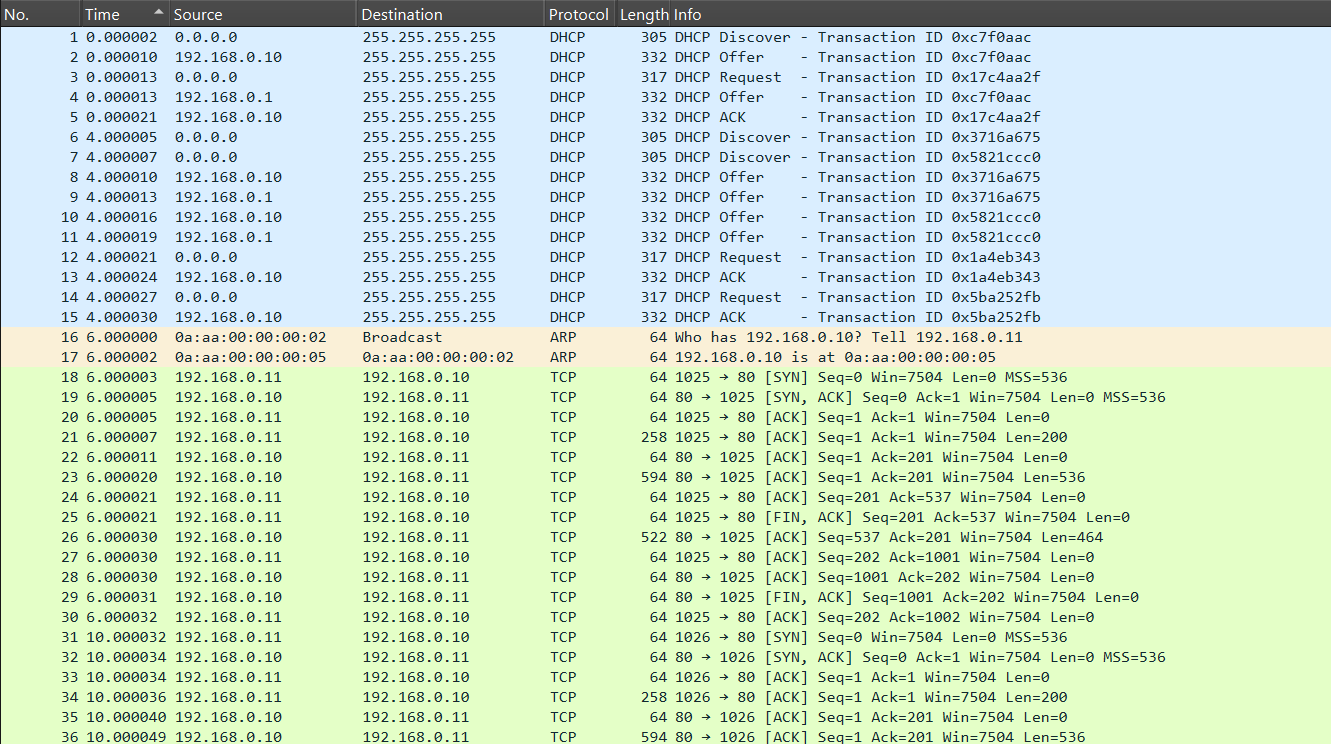 No. Time Source Destination Protocol Length Info
1 0.000002 0.0.0.0 255.255.255.255 DHCP 305 DHCP Discover - Transaction ID 0xc7f0aac
2 0.000010 192.168.0.10 255.255.255.255 DHCP 332 DHCP Offer - Transaction ID 0xc7f0aac
3 0.000013 0.0.0.0 255.255.255.255 DHCP 317 DHCP Request - Transaction ID 0x17c4aa2f
4 0.000013 192.168.0.1 255.255.255.255 DHCP 332 DHCP Offer - Transaction ID 0xc7f0aac
5 0.000021 192.168.0.10 255.255.255.255 DHCP 332 DHCP ACK - Transaction ID 0x17c4aa2f
6 4.000005 0.0.0.0 255.255.255.255 DHCP 305 DHCP Discover - Transaction ID 0x3716a675
7 4.000007 0.0.0.0 255.255.255.255 DHCP 305 DHCP Discover - Transaction ID 0x5821ccc0
8 4.000010 192.168.0.10 255.255.255.255 DHCP 332 DHCP Offer - Transaction ID 0x3716a675
9 4.000013 192.168.0.1 255.255.255.255 DHCP 332 DHCP Offer - Transaction ID 0x3716a675
10 4.000016 192.168.0.10 255.255.255.255 DHCP 332 DHCP Offer - Transaction ID 0x5821ccc0
11 4.000019 192.168.0.1 255.255.255.255 DHCP 332 DHCP Offer - Transaction ID 0x5821ccc0
12 4.000021 0.0.0.0 255.255.255.255 DHCP 317 DHCP Request - Transaction ID 0x1a4eb343
13 4.000024 192.168.0.10 255.255.255.255 DHCP 332 DHCP ACK - Transaction ID 0x1a4eb343
14 4.000027 0.0.0.0 255.255.255.255 DHCP 317 DHCP Request - Transaction ID 0x5ba252fb
15 4.000030 192.168.0.10 255.255.255.255 DHCP 332 DHCP ACK - Transaction ID 0x5ba252fb
16 6.000000 0a:aa:00:00:00:02 Broadcast ARP 64 Who has 192.168.0.10? Tell 192.168.0.11
17 6.000002 0a:aa:00:00:00:05 0a:aa:00:00:00:02 ARP 64 192.168.0.10 is at 0a:aa:00:00:00:05
18 6.000003 192.168.0.11 192.168.0.10 TCP 64 1025 → 80 [SYN] Seq=0 Win=7504 Len=0 MSS=536
19 6.000005 192.168.0.10 192.168.0.11 TCP 64 80 → 1025 [SYN, ACK] Seq=0 Ack=1 Win=7504 Len=0 MSS=536
20 6.000005 192.168.0.11 192.168.0.10 TCP 64 1025 → 80 [ACK] Seq=1 Ack=1 Win=7504 Len=0
21 6.000007 192.168.0.11 192.168.0.10 TCP 258 1025 → 80 [ACK] Seq=1 Ack=1 Win=7504 Len=200
22 6.000011 192.168.0.10 192.168.0.11 TCP 64 80 → 1025 [ACK] Seq=1 Ack=201 Win=7504 Len=0
23 6.000020 192.168.0.10 192.168.0.11 TCP 594 80 → 1025 [ACK] Seq=1 Ack=201 Win=7504 Len=536
24 6.000021 192.168.0.11 192.168.0.10 TCP 64 1025 → 80 [ACK] Seq=201 Ack=537 Win=7504 Len=0
25 6.000021 192.168.0.11 192.168.0.10 TCP 64 1025 → 80 [FIN, ACK] Seq=201 Ack=537 Win=7504 Len=0
26 6.000030 192.168.0.10 192.168.0.11 TCP 522 80 → 1025 [ACK] Seq=537 Ack=201 Win=7504 Len=464
27 6.000030 192.168.0.11 192.168.0.10 TCP 64 1025 → 80 [ACK] Seq=202 Ack=1001 Win=7504 Len=0
28 6.000030 192.168.0.10 192.168.0.11 TCP 64 80 → 1025 [ACK] Seq=1001 Ack=202 Win=7504 Len=0
29 6.000031 192.168.0.10 192.168.0.11 TCP 64 80 → 1025 [FIN, ACK] Seq=1001 Ack=202 Win=7504 Len=0
30 6.000032 192.168.0.11 192.168.0.10 TCP 64 1025 → 80 [ACK] Seq=202 Ack=1002 Win=7504 Len=0
31 10.000032 192.168.0.11 192.168.0.10 TCP 64 1026 → 80 [SYN] Seq=0 Win=7504 Len=0 MSS=536
32 10.000034 192.168.0.10 192.168.0.11 TCP 64 80 → 1026 [SYN, ACK] Seq=0 Ack=1 Win=7504 Len=0 MSS=536
33 10.000034 192.168.0.11 192.168.0.10 TCP 64 1026 → 80 [ACK] Seq=1 Ack=1 Win=7504 Len=0
34 10.000036 192.168.0.11 192.168.0.10 TCP 258 1026 → 80 [ACK] Seq=1 Ack=1 Win=7504 Len=200
35 10.000040 192.168.0.10 192.168.0.11 TCP 64 80 → 1026 [ACK] Seq=1 Ack=201 Win=7504 Len=0
36 10.000049 192.168.0.10 192.168.0.11 TCP 594 80 → 1026 [ACK] Seq=1 Ack=201 Win=7504 Len=536